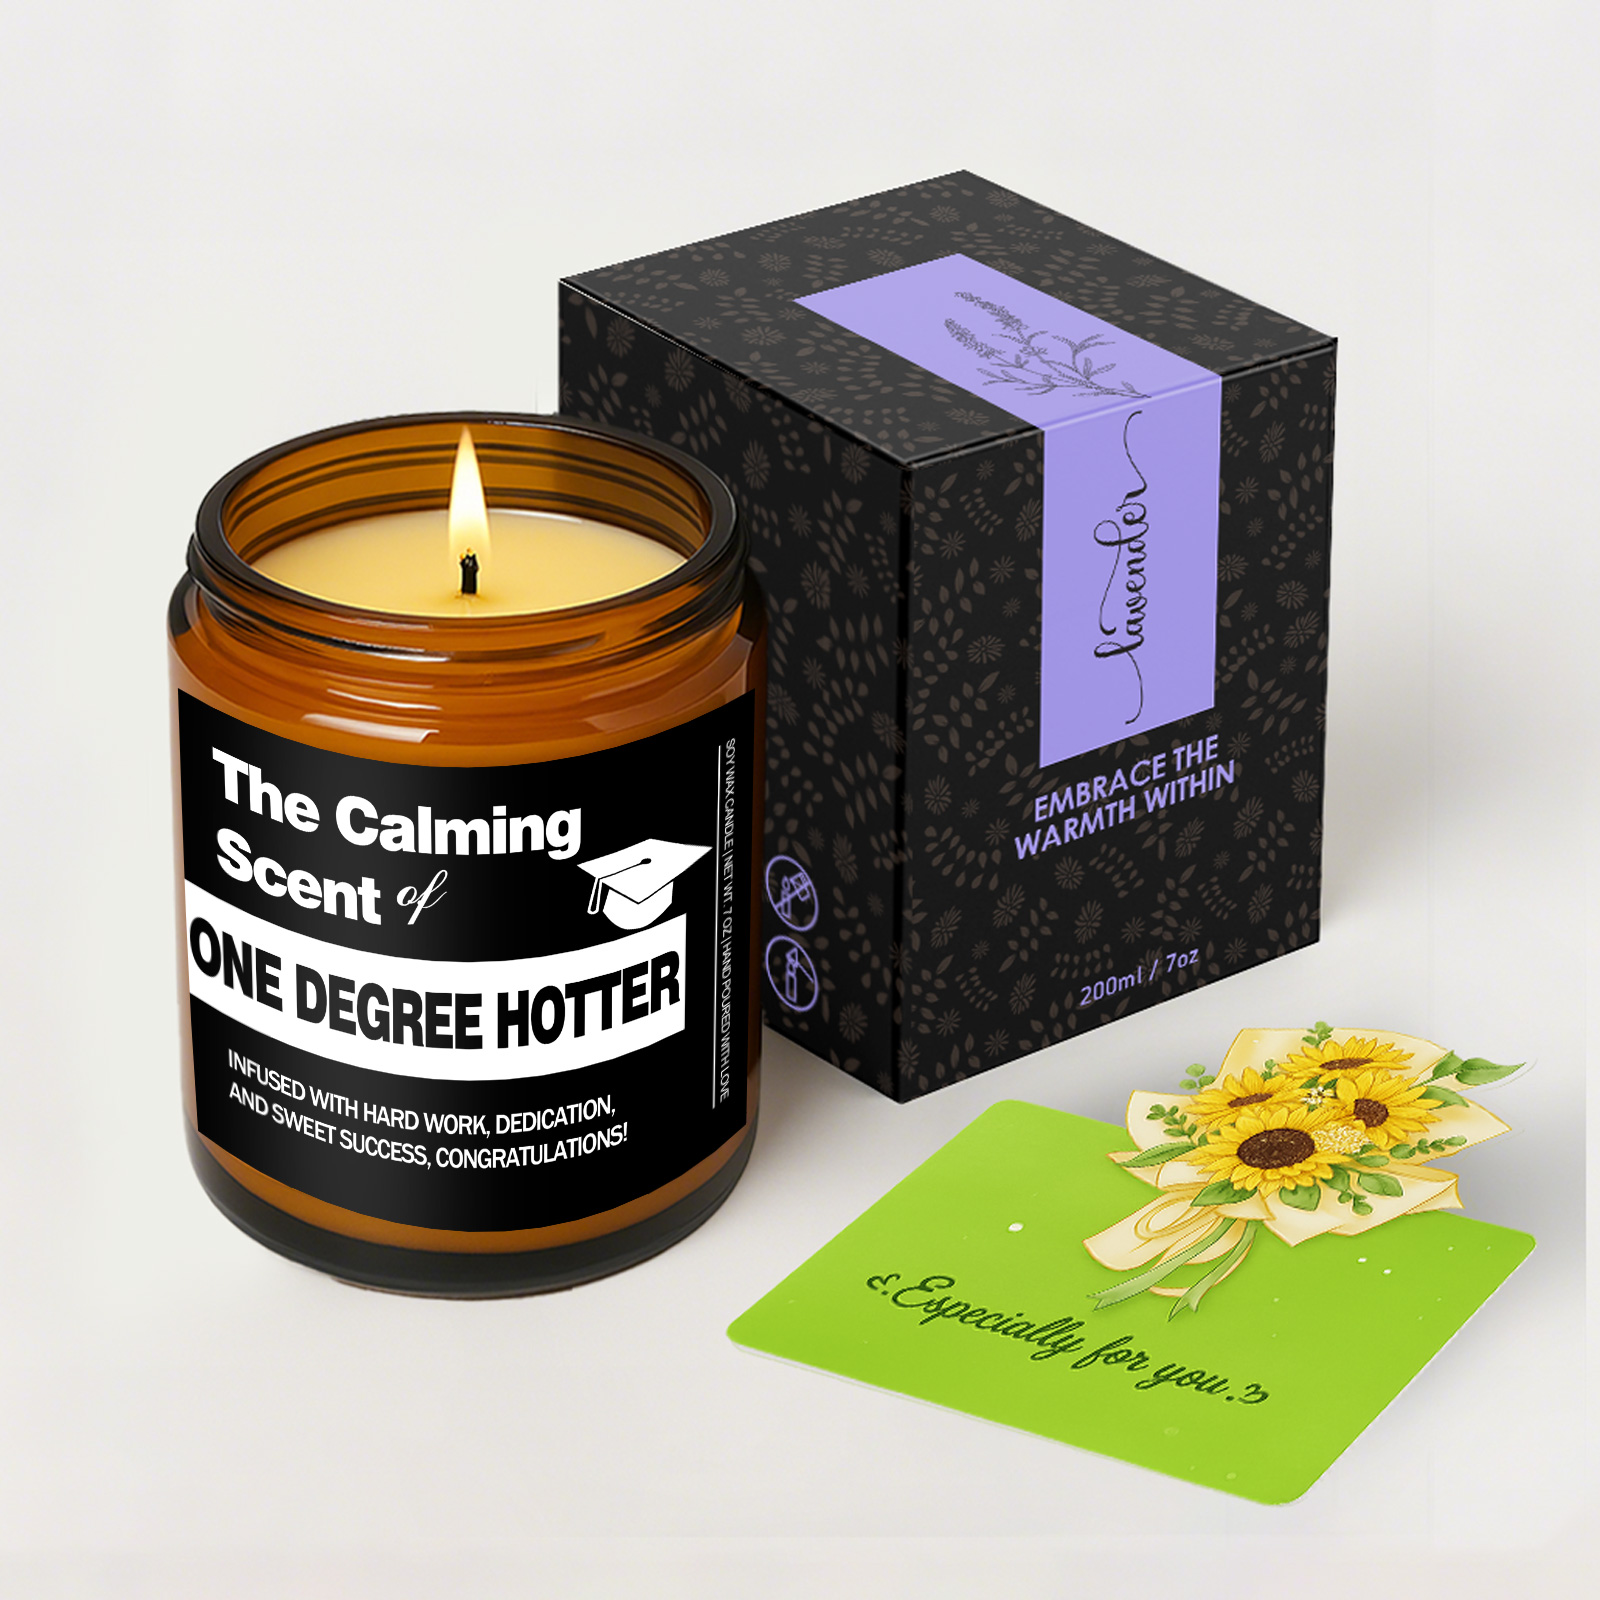 The Calming
Scent of
ONE DEGREE HOTTER
INFUSED WITH HARD WORK, DEDICATION,
AND SWEET SUCCESS, CONGRATULATIONS!
SOY WAX CANDLE | NET WT. 7 OZ | HAND POURED WITH LOVE
lavender
EMBRACE THE
WARMTH WITHIN
200ml / 7oz
Especially for you.